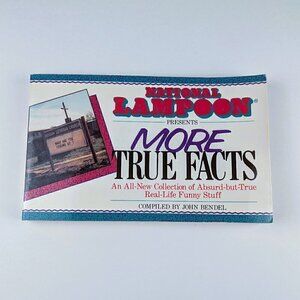 NATIONAL
LAMPOON®
PRESENTS
MORE
TRUE FACTS
An All-New Collection of Absurd-but-True
Real-Life Funny Stuff
COMPILED BY JOHN BENDEL